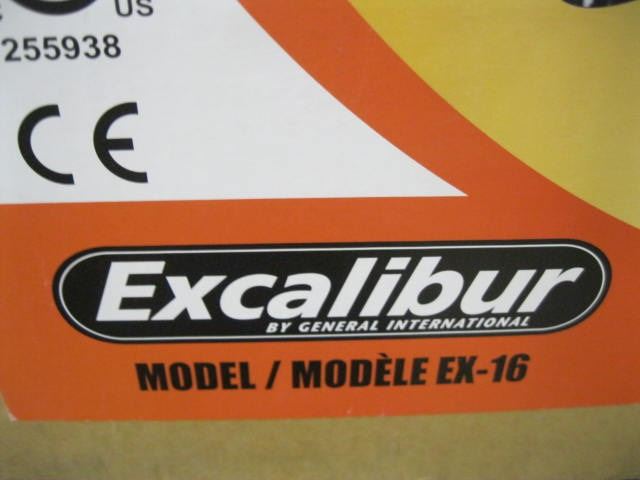 US
255938
CE
Excalibur
BY GENERAL INTERNATIONAL
MODEL / MODÈLE EX-16